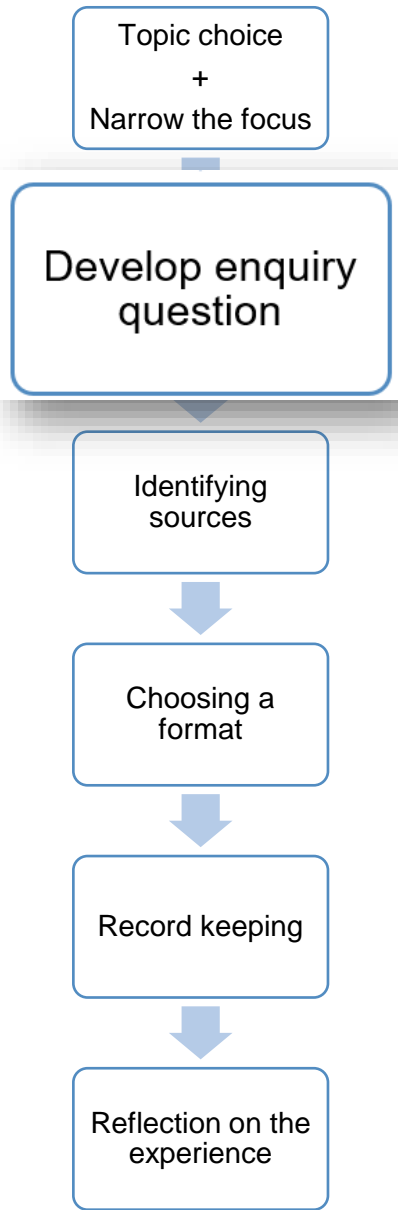 Topic choice
+
Narrow the focus
Develop enquiry
question
Identifying
sources
Choosing a
format
Record keeping
Reflection on the
experience